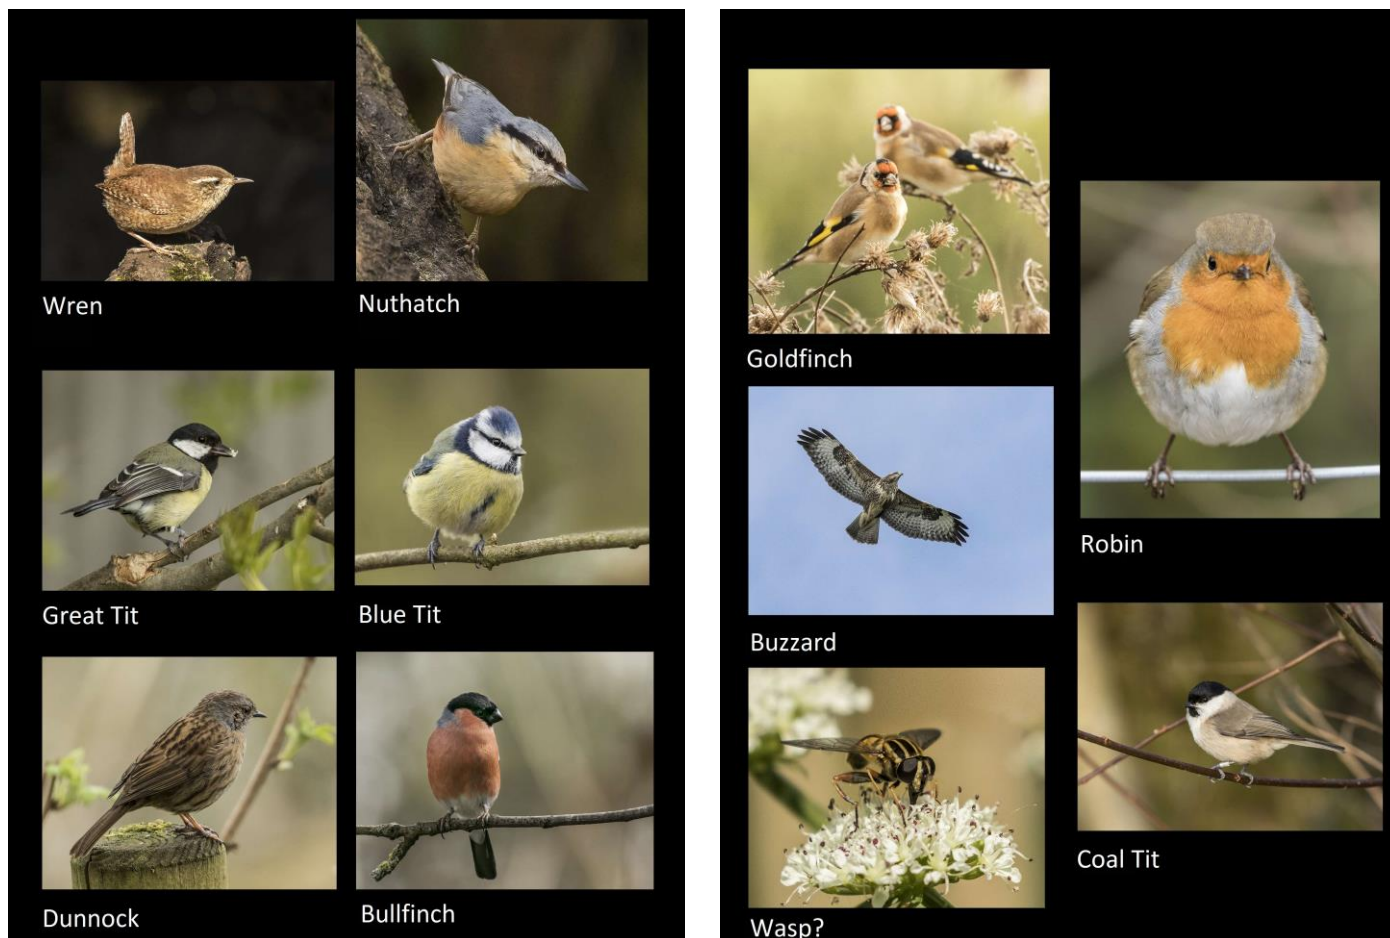 Wren
Nuthatch
Great Tit
Blue Tit
Dunnock
Bullfinch
Goldfinch
Robin
Buzzard
Coal Tit
Wasp?